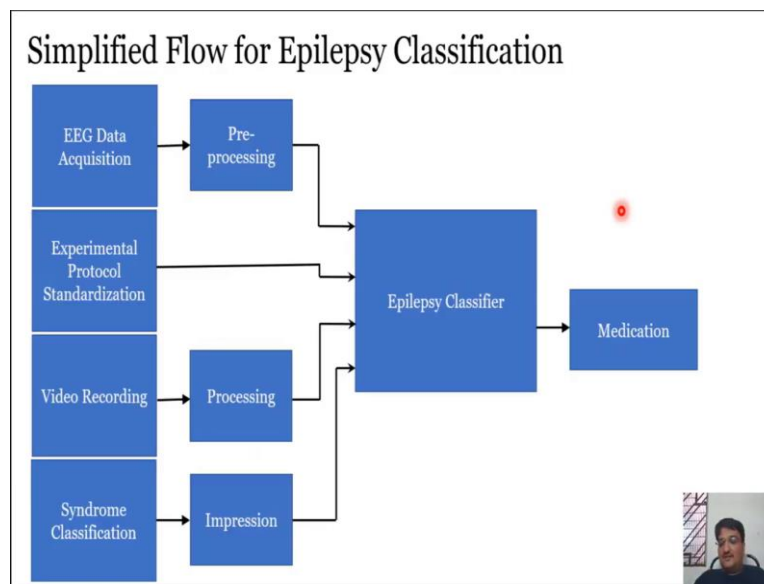 Simplified Flow for Epilepsy Classification
EEG Data
Acquisition
Pre-
processing
Experimental
Protocol
Standardization
Epilepsy Classifier
Medication
Video Recording
Processing
Syndrome
Classification
Impression